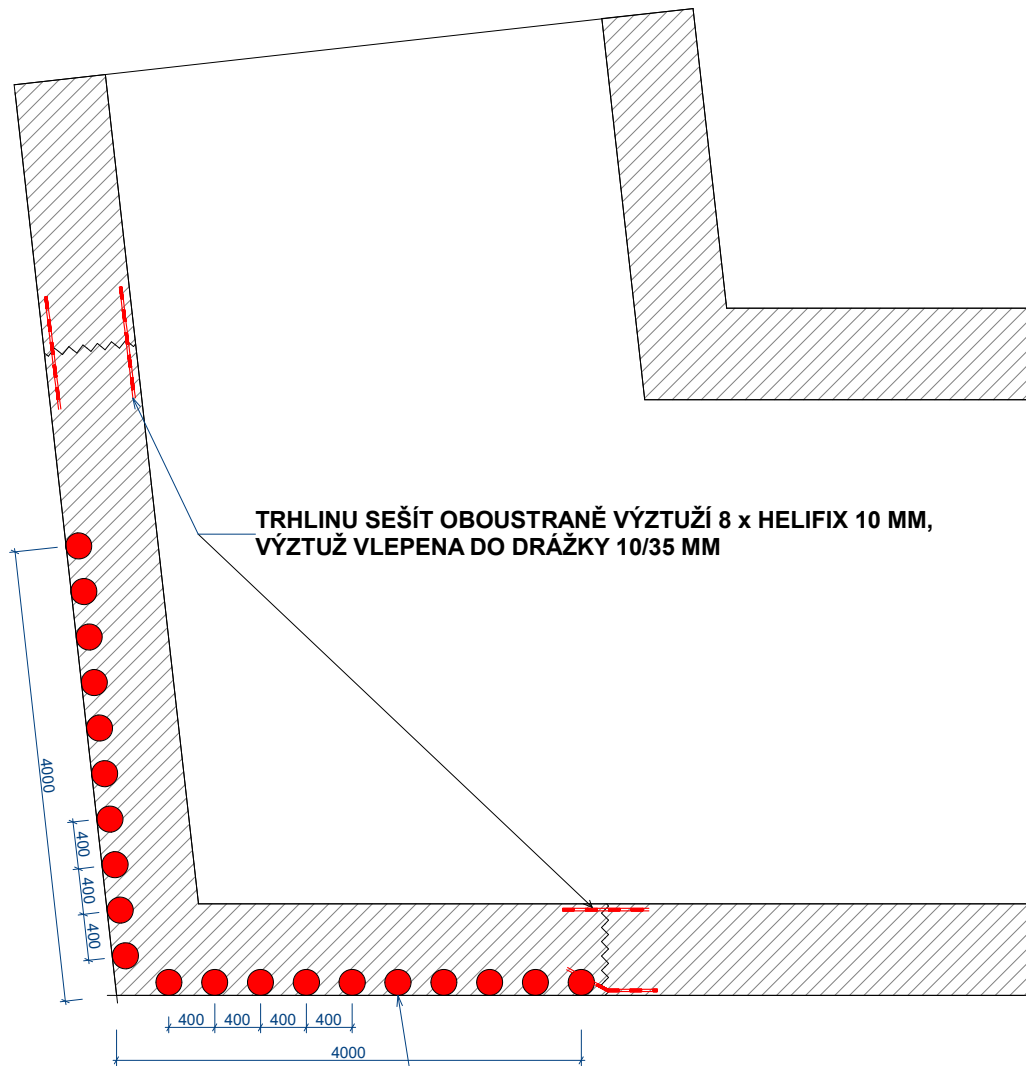 TRHLINU SEŠÍT OBOUSTRANĚ VÝZTUŽÍ 8 x HELIFIX 10 MM,
VÝZTUŽ VLEPENA DO DRÁŽKY 10/35 MM
4000
400
400
400
400 400 400 400
4000